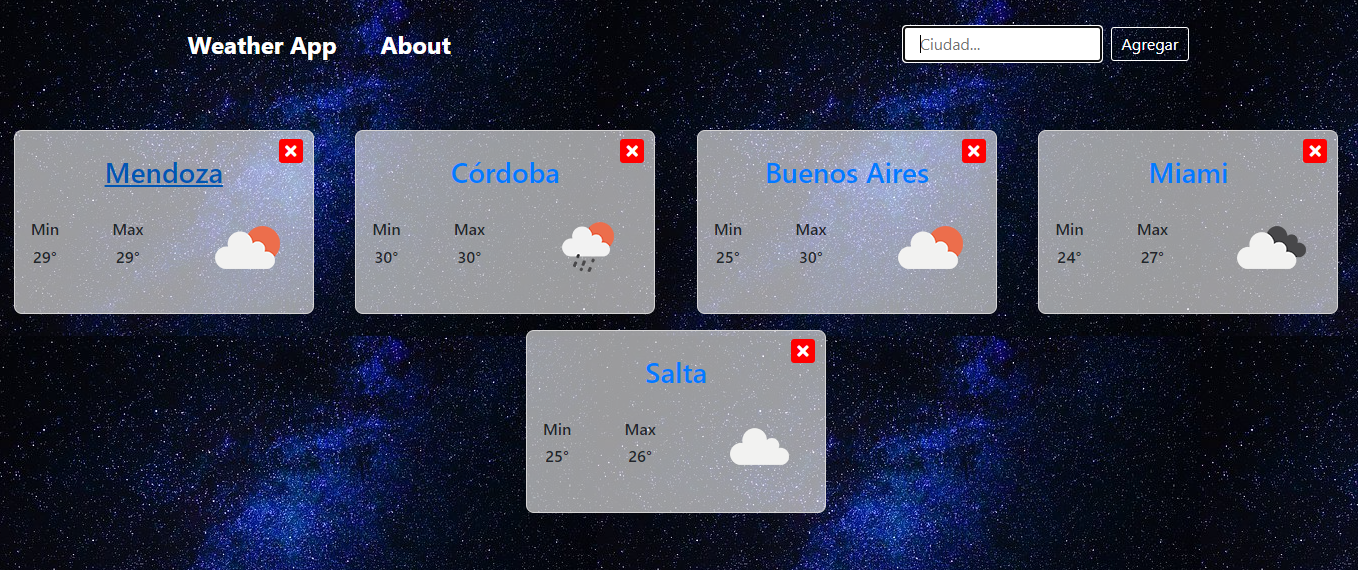 Weather App About Ciudad... Agregar
Mendoza
Min Max
29° 29°
Córdoba
Min Max
30° 30°
Buenos Aires
Min Max
25° 30°
Miami
Min Max
24° 27°
Salta
Min Max
25° 26°